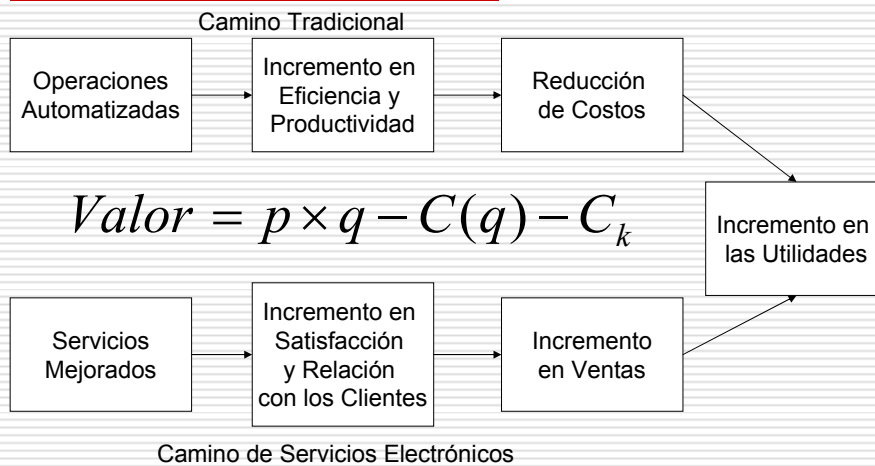 Camino Tradicional
Operaciones
Automatizadas
Incremento en
Eficiencia y
Productividad
Reducción
de Costos
Valor = p × q − C(q) − C_k
Incremento en
las Utilidades
Servicios
Mejorados
Incremento en
Satisfacción
y Relación
con los Clientes
Incremento
en Ventas
Camino de Servicios Electrónicos